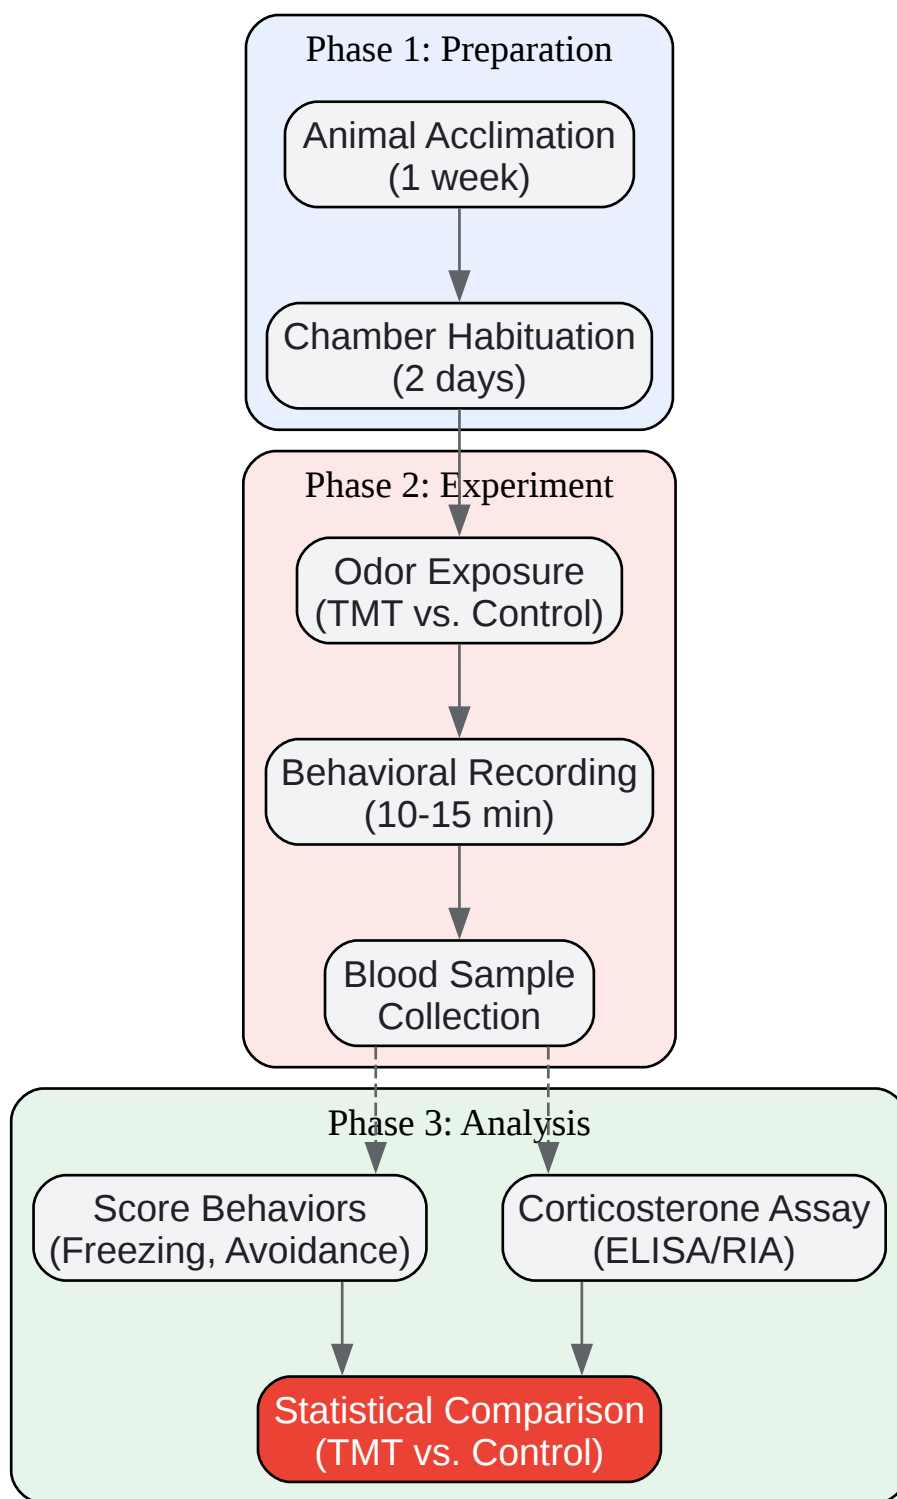 Phase 1: Preparation
Animal Acclimation
(1 week)
Chamber Habituation
(2 days)
Phase 2: Experiment
Odor Exposure
(TMT vs. Control)
Behavioral Recording
(10-15 min)
Blood Sample
Collection
Phase 3: Analysis
Score Behaviors
(Freezing, Avoidance)
Corticosterone Assay
(ELISA/RIA)
Statistical Comparison
(TMT vs. Control)